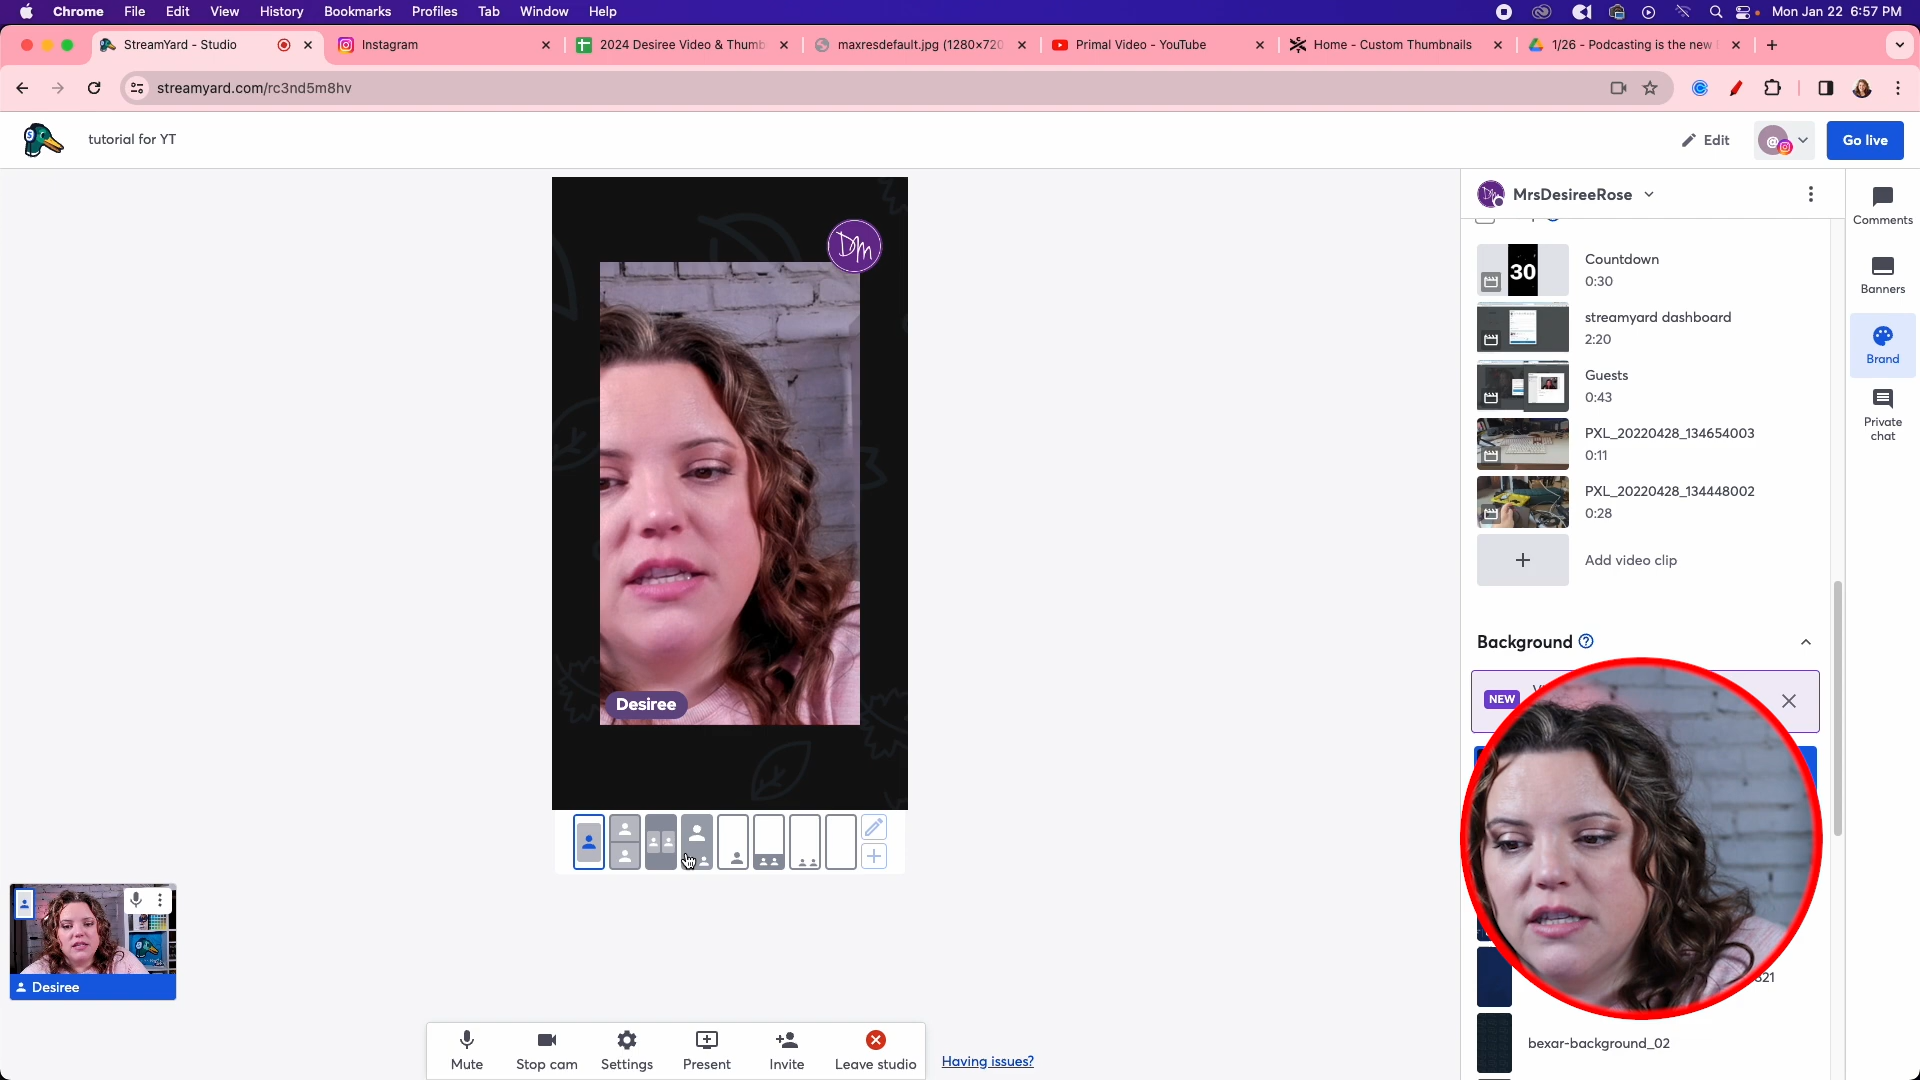 Chrome File Edit View History Bookmarks Profiles Tab Window Help
Mon Jan 22 6:57 PM
StreamYard - Studio
Instagram
2024 Desiree Video & Thumb
maxresdefault.jpg (1280×720
Primal Video - YouTube
Home - Custom Thumbnails
1/26 - Podcasting is the new
streamyard.com/rc3nd5m8hv
tutorial for YT
Edit
Go live
DM
MrsDesireeRose
Comments
Banners
Brand
Private
chat
30
Countdown
0:30
streamyard dashboard
2:20
Guests
0:43
PXL_20220428_134654003
0:11
PXL_20220428_134448002
0:28
Add video clip
Background
NEW
821
bexar-background_02
Desiree
Desiree
Mute
Stop cam
Settings
Present
Invite
Leave studio
Having issues?